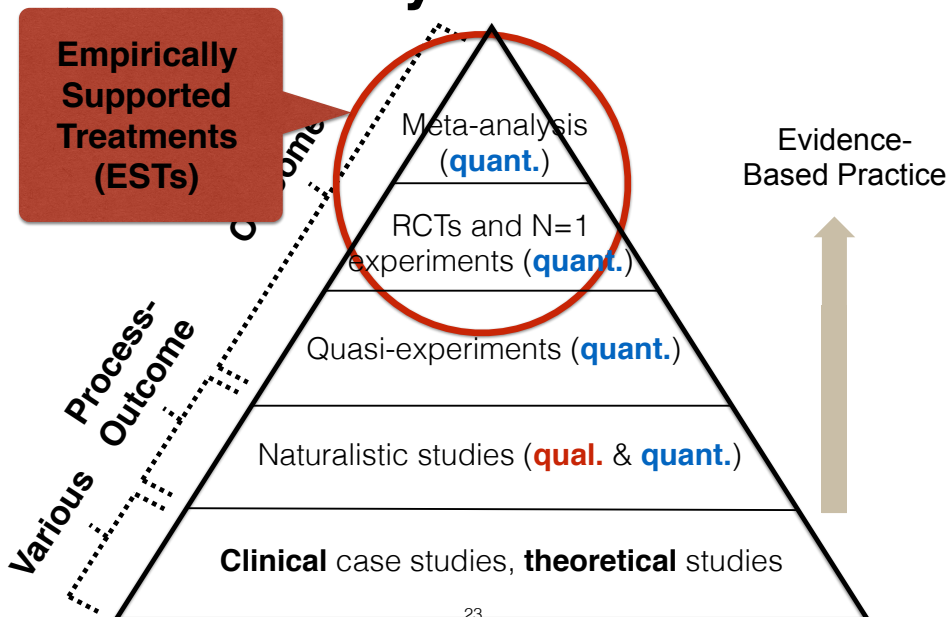 Empirically
Supported
Treatments
(ESTs)
Meta-analysis
(quant.)
RCTs and N=1
experiments (quant.)
Quasi-experiments (quant.)
Naturalistic studies (qual. & quant.)
Clinical case studies, theoretical studies
Process-
Outcome
Various
Evidence-
Based Practice
23